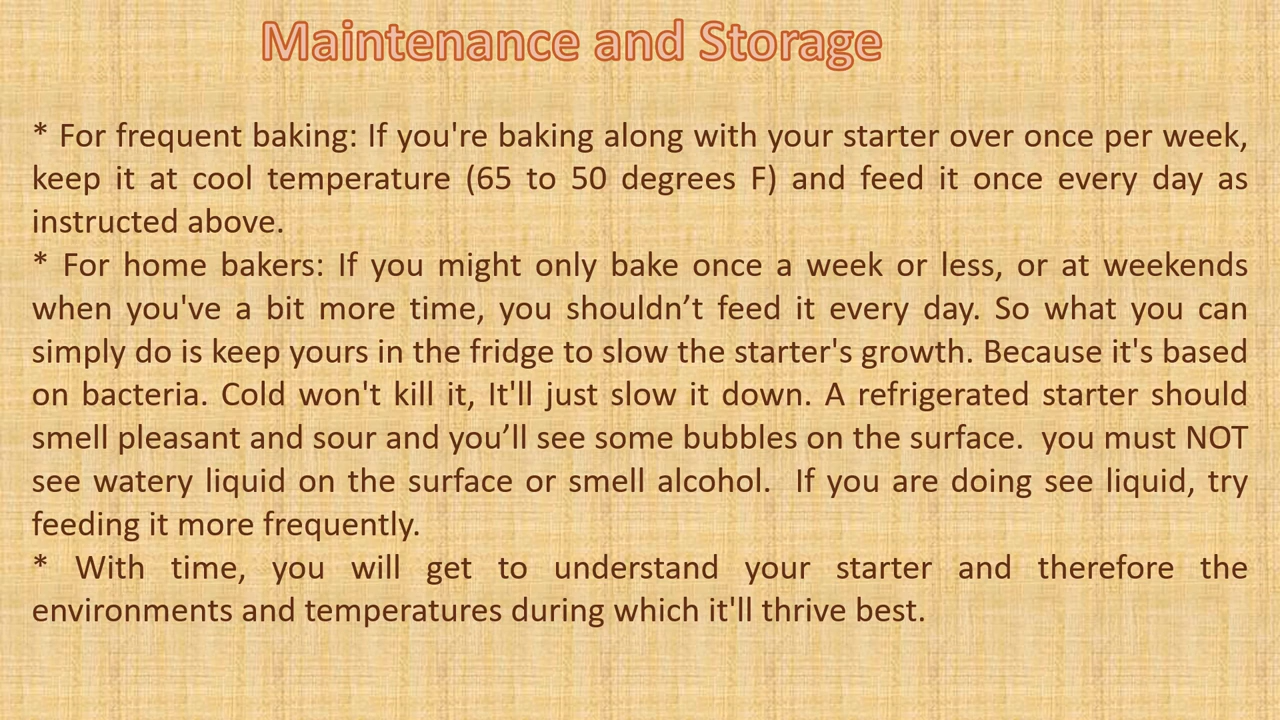 Maintenance and Storage
* For frequent baking: If you're baking along with your starter over once per week,
keep it at cool temperature (65 to 50 degrees F) and feed it once every day as
instructed above.
* For home bakers: If you might only bake once a week or less, or at weekends
when you've a bit more time, you shouldn’t feed it every day. So what you can
simply do is keep yours in the fridge to slow the starter's growth. Because it's based
on bacteria. Cold won't kill it, It'll just slow it down. A refrigerated starter should
smell pleasant and sour and you’ll see some bubbles on the surface.  you must NOT
see watery liquid on the surface or smell alcohol.  If you are doing see liquid, try
feeding it more frequently.
* With time, you will get to understand your starter and therefore the
environments and temperatures during which it'll thrive best.